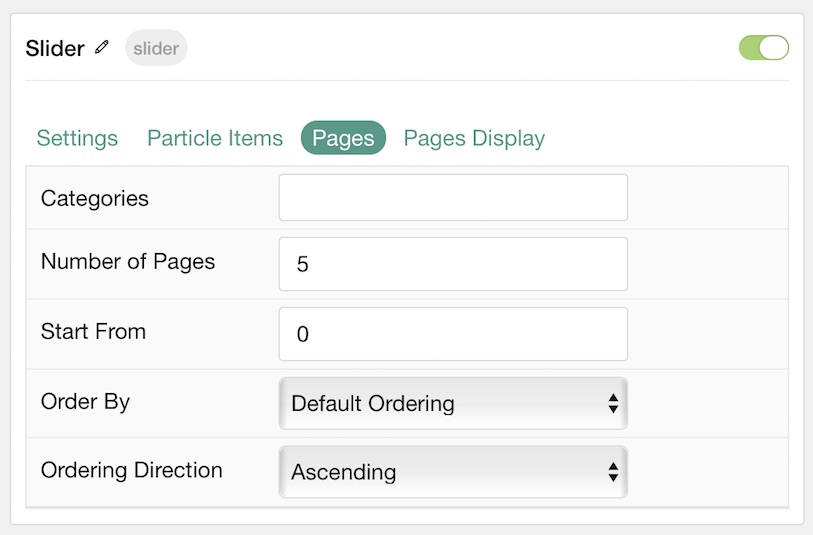 Slider slider
Settings Particle Items Pages Pages Display
Categories
Number of Pages 5
Start From 0
Order By Default Ordering
Ordering Direction Ascending